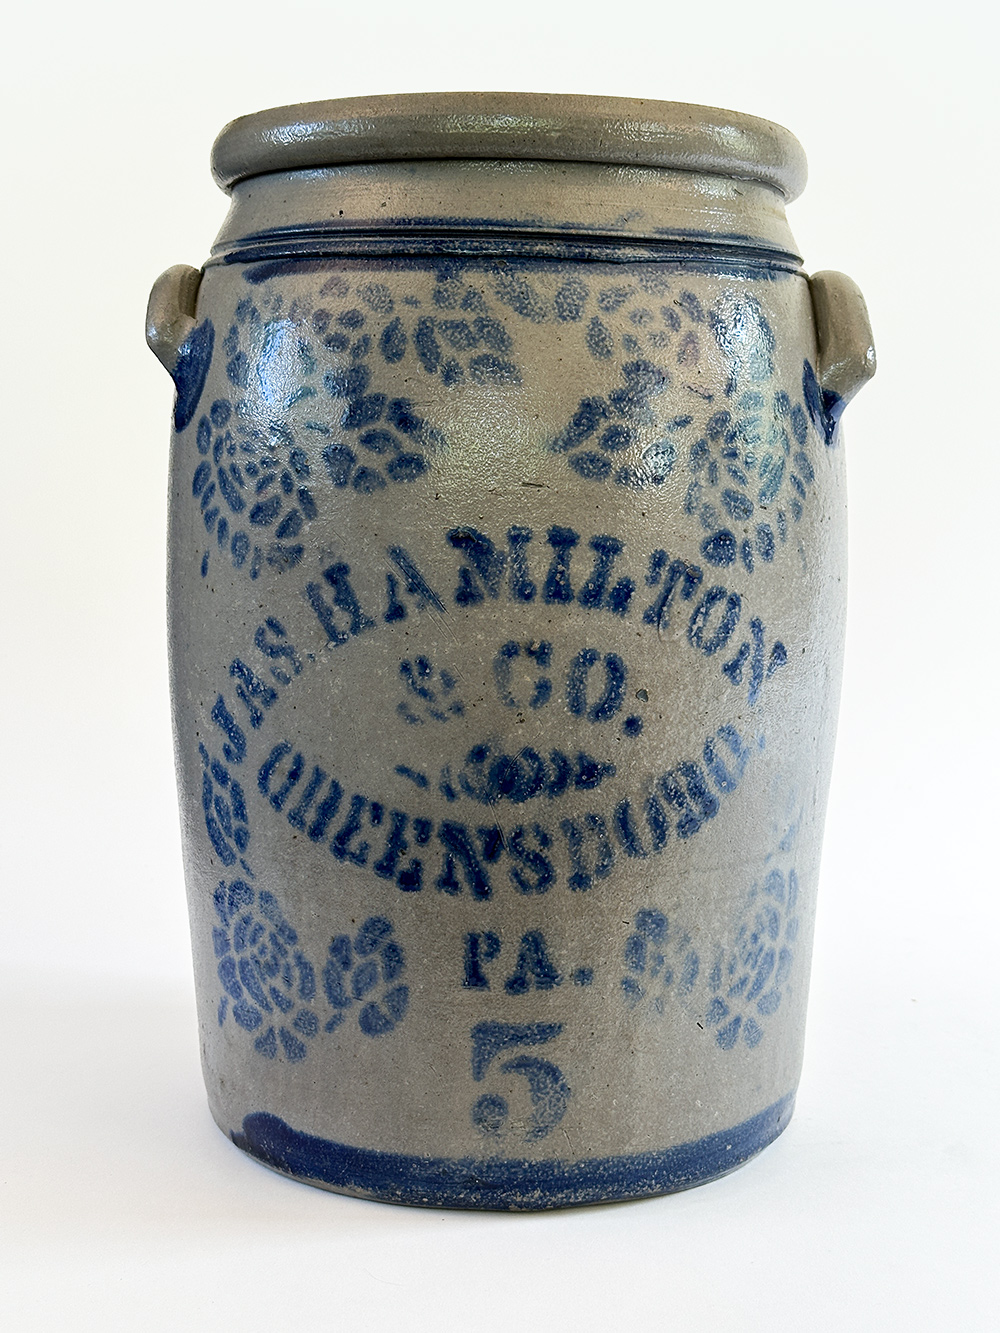 JAS. HAMILTON
& CO.
GREENSBORO.
PA.
5